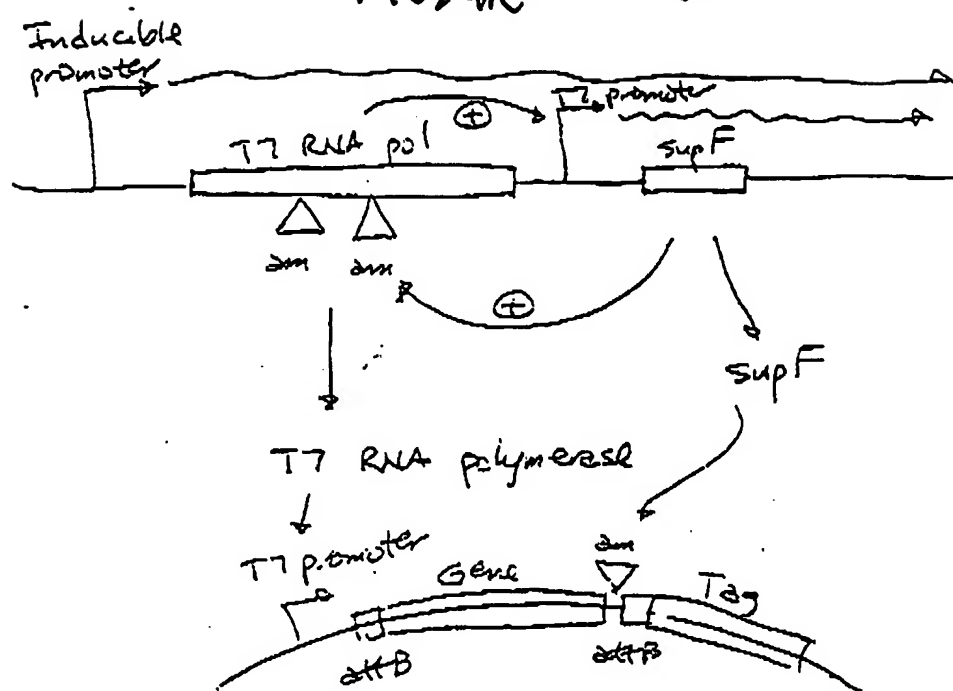 Inducible
promoter
T7 promoter
T7 RNA pol
+
supF
am am
+
supF
T7 RNA polymerase
T7 promoter
Gene
am
Tag
attB
attB